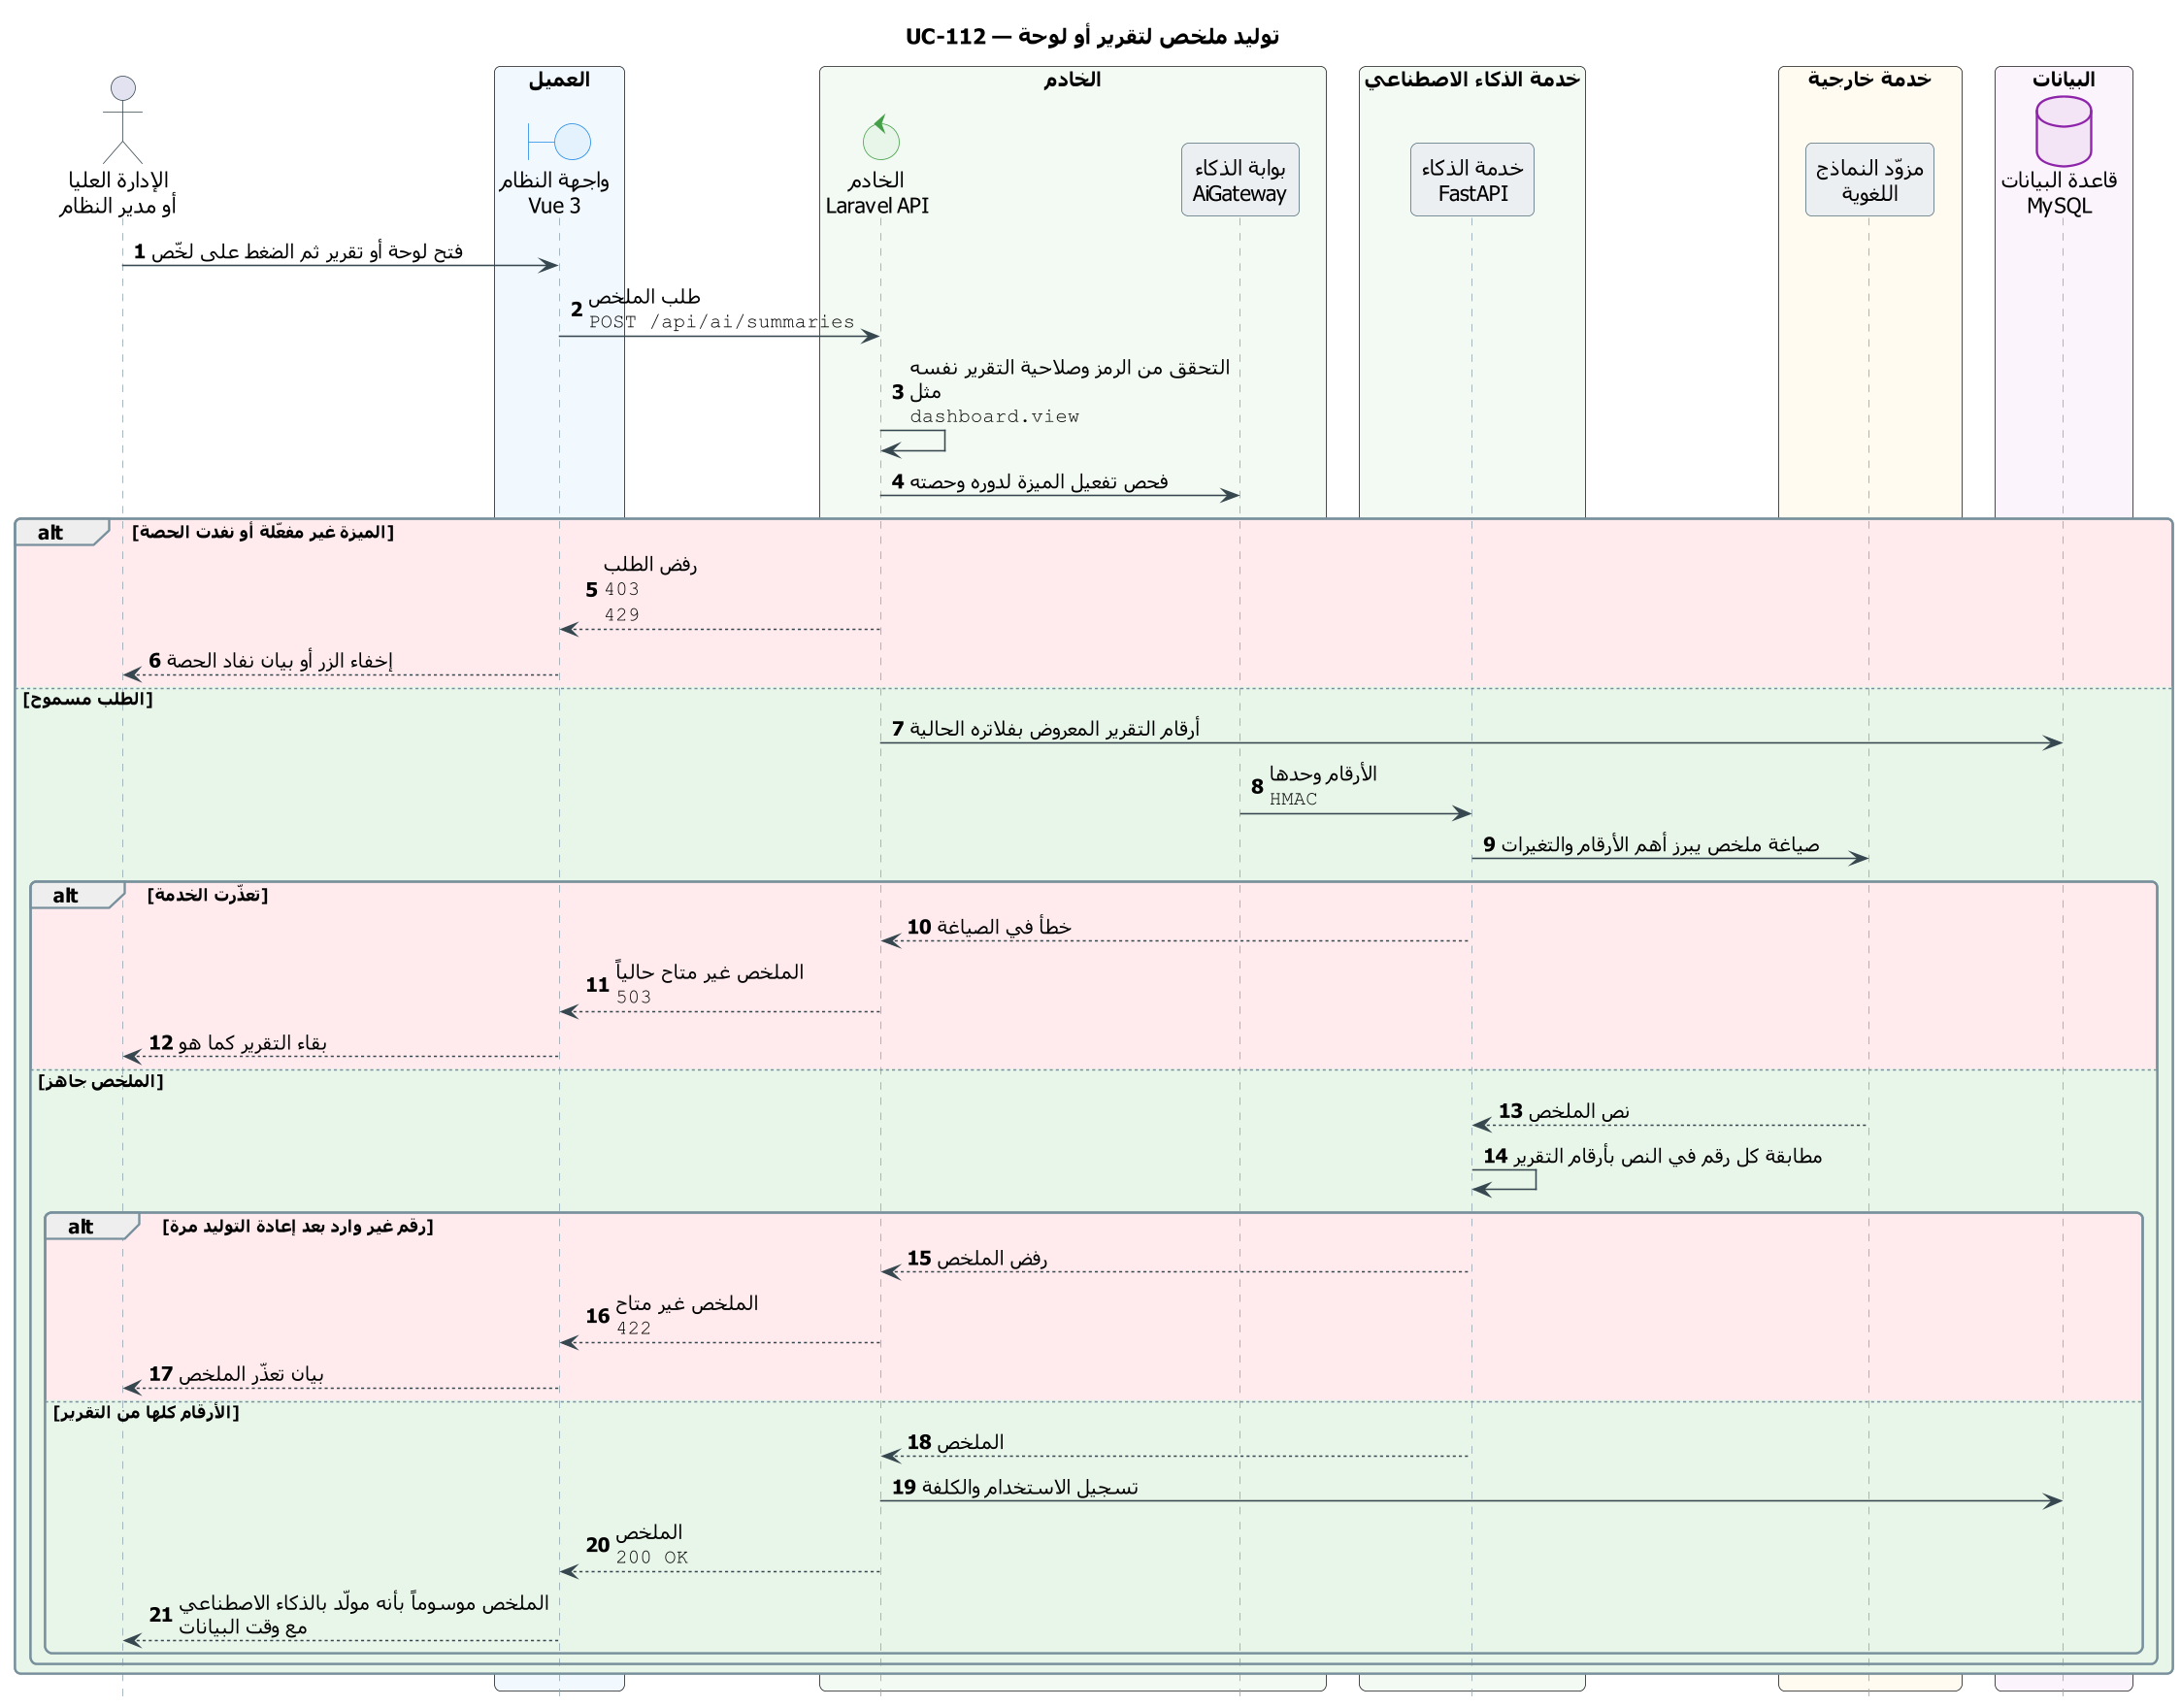 UC-112 — توليد ملخص لتقرير أو لوحة
العميل
الخادم
خدمة الذكاء الاصطناعي
خدمة خارجية
البيانات
الإدارة العليا
أو مدير النظام
واجهة النظام
Vue 3
الخادم
Laravel API
بوابة الذكاء
AiGateway
خدمة الذكاء
FastAPI
مزوّد النماذج
اللغوية
قاعدة البيانات
MySQL
1 فتح لوحة أو تقرير ثم الضغط على لخّص
2 طلب الملخص
POST /api/ai/summaries
3 التحقق من الرمز وصلاحية التقرير نفسه
مثل
dashboard.view
4 فحص تفعيل الميزة لدوره وحصته
alt [الميزة غير مفعّلة أو نفدت الحصة]
5 رفض الطلب
403
429
6 إخفاء الزر أو بيان نفاد الحصة
[الطلب مسموح]
7 أرقام التقرير المعروض بفلاتره الحالية
8 الأرقام وحدها
HMAC
9 صياغة ملخص يبرز أهم الأرقام والتغيرات
alt [تعذّرت الخدمة]
10 خطأ في الصياغة
11 الملخص غير متاح حالياً
503
12 بقاء التقرير كما هو
[الملخص جاهز]
13 نص الملخص
14 مطابقة كل رقم في النص بأرقام التقرير
alt [رقم غير وارد بعد إعادة التوليد مرة]
15 رفض الملخص
16 الملخص غير متاح
422
17 بيان تعذّر الملخص
[الأرقام كلها من التقرير]
18 الملخص
19 تسجيل الاستخدام والكلفة
20 الملخص
200 OK
21 الملخص موسوماً بأنه مولّد بالذكاء الاصطناعي
مع وقت البيانات